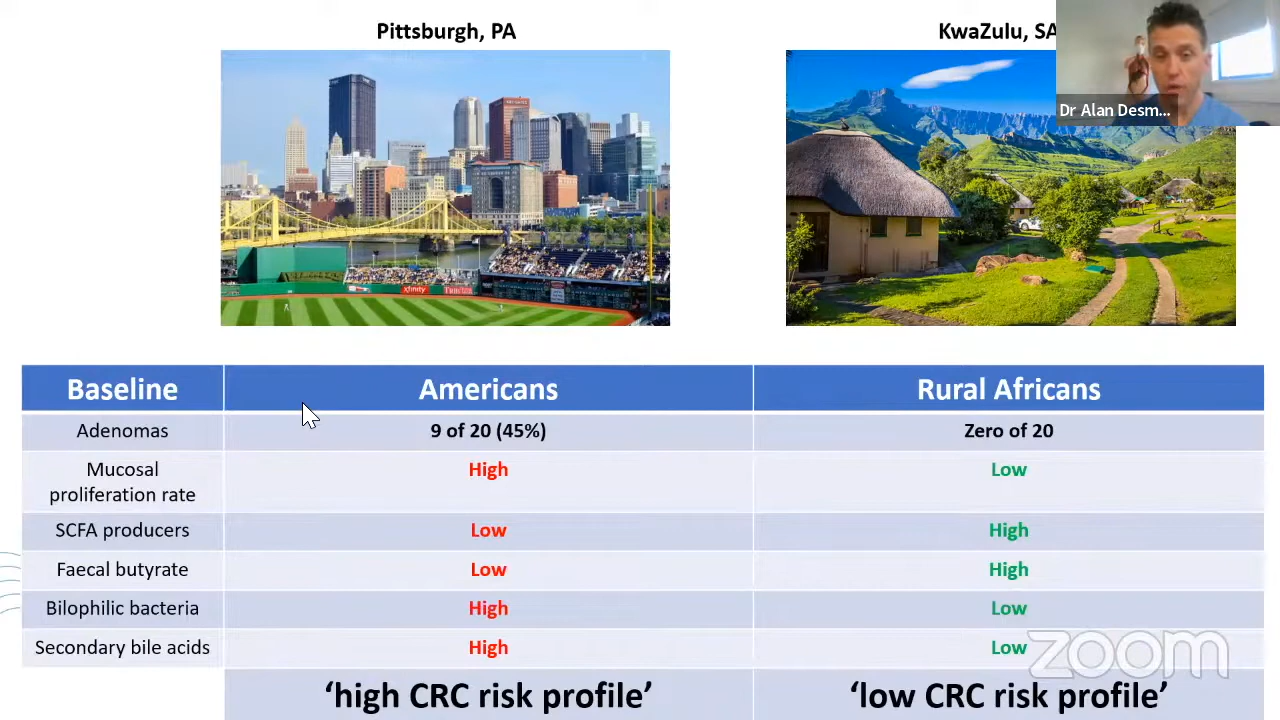 Pittsburgh, PA
KwaZulu, SA
Dr Alan Desm...
xfinity
Baseline
Americans
Rural Africans
Adenomas
9 of 20 (45%)
Zero of 20
Mucosal
proliferation rate
High
Low
SCFA producers
Low
High
Faecal butyrate
Low
High
Bilophilic bacteria
High
Low
Secondary bile acids
High
Low
zoom
‘high CRC risk profile’
‘low CRC risk profile’